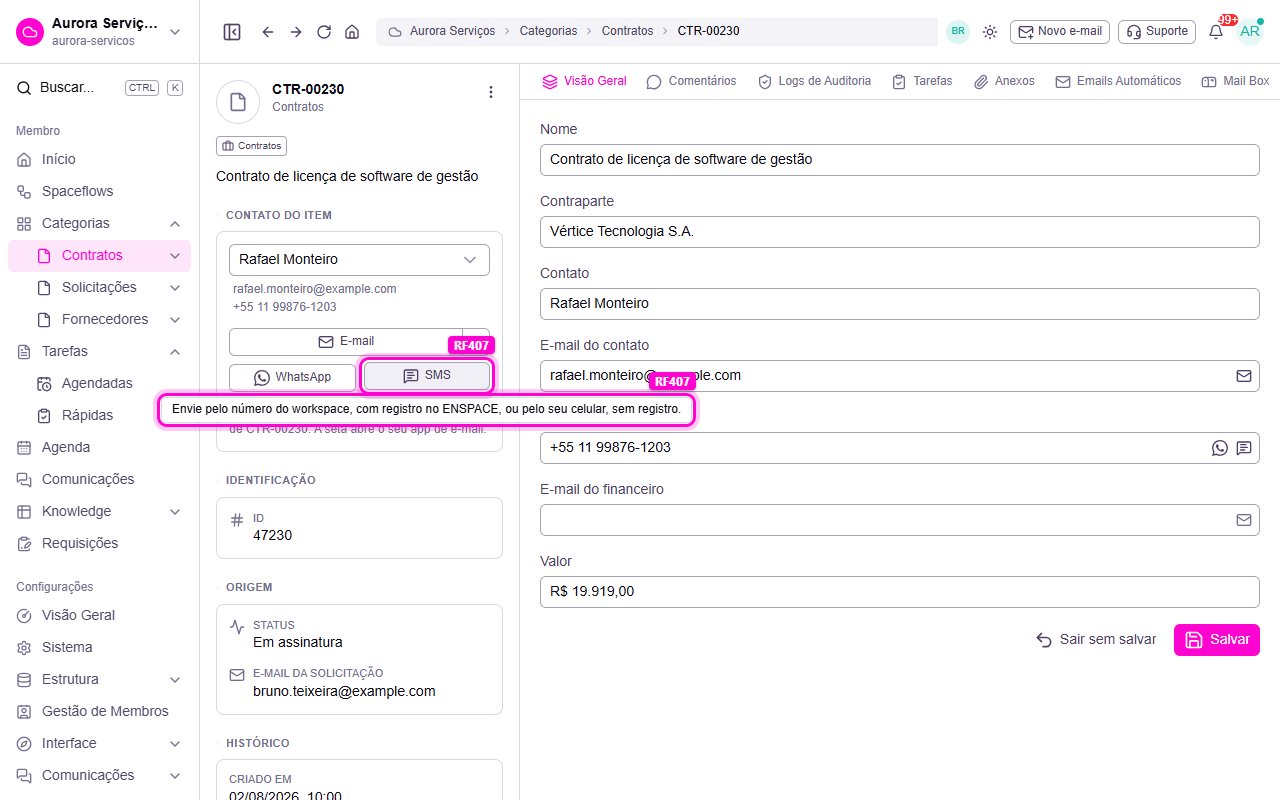 Aurora Serviç...
aurora-servicos
Aurora Serviços
Categorias
Contratos
CTR-00230
BR
Novo e-mail
Suporte
99+
AR
Buscar...
CTRL
K
Membro
Início
Spaceflows
Categorias
Contratos
Solicitações
Fornecedores
Tarefas
Agendadas
Rápidas
Agenda
Comunicações
Knowledge
Requisições
Configurações
Visão Geral
Sistema
Estrutura
Gestão de Membros
Interface
Comunicações
CTR-00230
Contratos
Contratos
Contrato de licença de software de gestão
CONTATO DO ITEM
Rafael Monteiro
rafael.monteiro@example.com
+55 11 99876-1203
E-mail
RF407
WhatsApp
SMS
RF407
Envie pelo número do workspace, com registro no ENSPACE, ou pelo seu celular, sem registro.
de CTR-00230. A seta abre o seu app de e-mail.
IDENTIFICAÇÃO
ID
47230
ORIGEM
STATUS
Em assinatura
E-MAIL DA SOLICITAÇÃO
bruno.teixeira@example.com
HISTÓRICO
CRIADO EM
02/08/2026, 10:00
Visão Geral
Comentários
Logs de Auditoria
Tarefas
Anexos
Emails Automáticos
Mail Box
Nome
Contrato de licença de software de gestão
Contraparte
Vértice Tecnologia S.A.
Contato
Rafael Monteiro
E-mail do contato
rafael.monteiro@ ple.com
+55 11 99876-1203
E-mail do financeiro
Valor
R$ 19.919,00
Sair sem salvar
Salvar